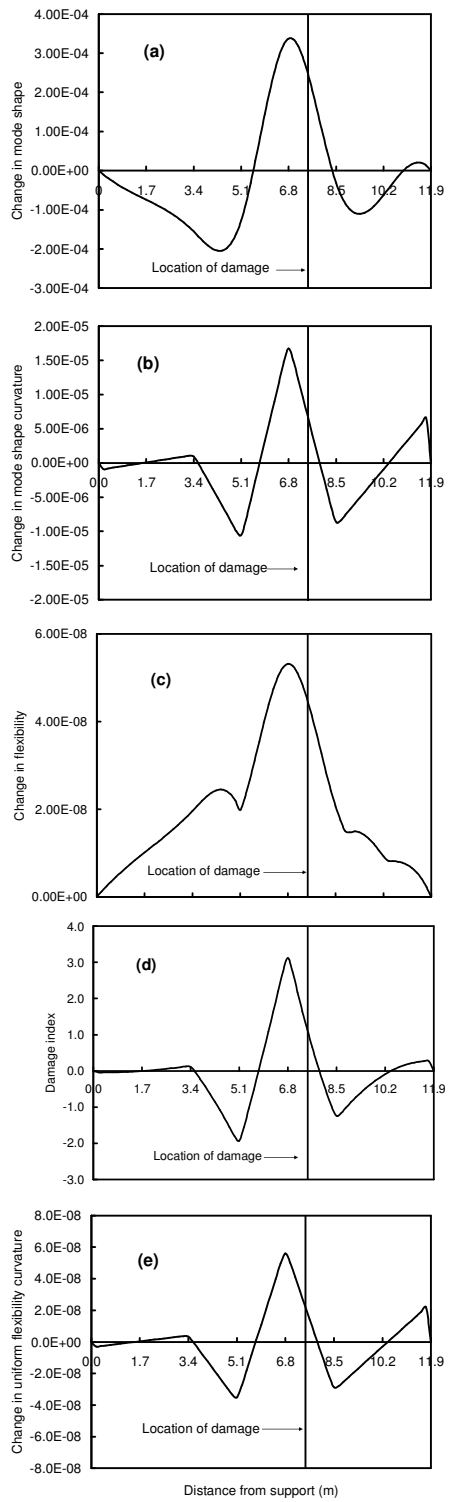 4.00E-04
(a)
3.00E-04
2.00E-04
1.00E-04
0.00E+00
0 1.7 3.4 5.1 6.8 8.5 10.2 11.9
-1.00E-04
-2.00E-04
Location of damage
-3.00E-04
Change in mode shape
2.00E-05
1.50E-05
(b)
1.00E-05
5.00E-06
0.00E+00
0 1.7 3.4 5.1 6.8 8.5 10.2 11.9
-5.00E-06
-1.00E-05
-1.50E-05
Location of damage
-2.00E-05
Change in mode shape curvature
6.00E-08
(c)
4.00E-08
2.00E-08
Location of damage
0.00E+00
Change in flexibility
4.0
3.0
(d)
2.0
1.0
0.0
0.0 1.7 3.4 5.1 6.8 8.5 10.2 11.9
-1.0
-2.0
Location of damage
-3.0
Damage index
8.0E-08
6.0E-08
(e)
4.0E-08
2.0E-08
0.0E+00
0.0 1.7 3.4 5.1 6.8 8.5 10.2 11.9
-2.0E-08
-4.0E-08
Location of damage
-6.0E-08
-8.0E-08
Change in uniform flexibility curvature
Distance from support (m)